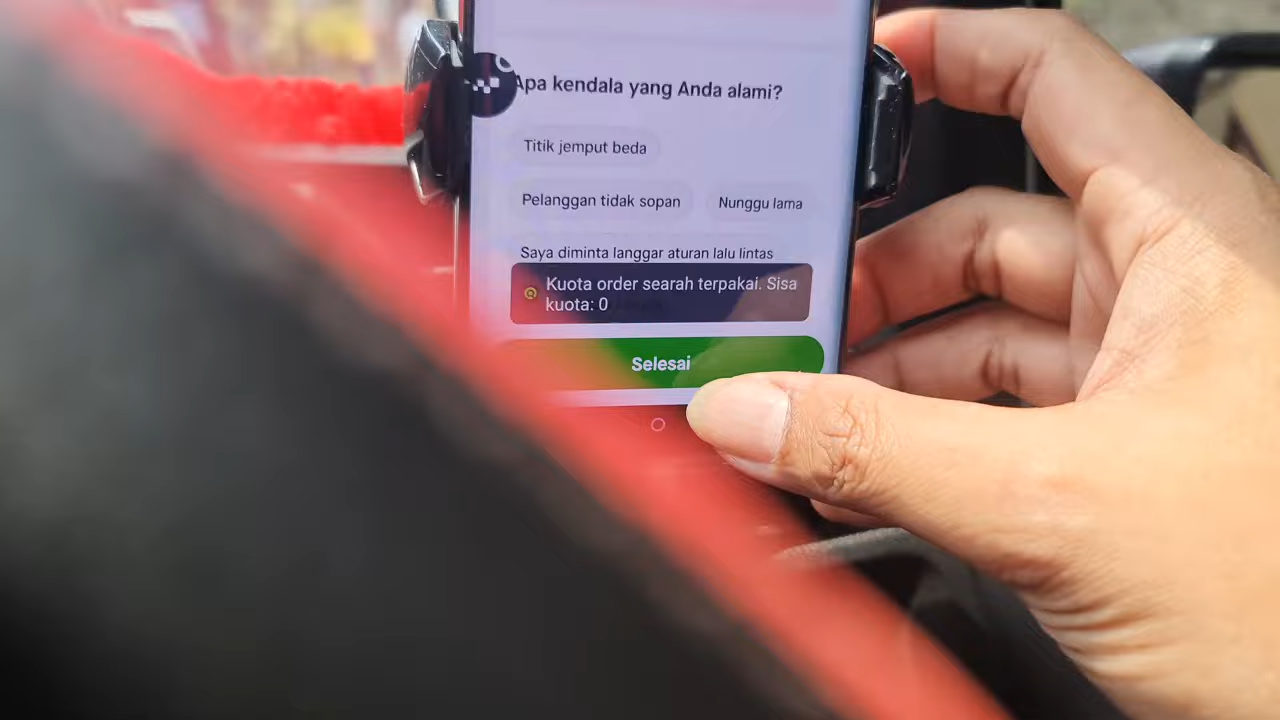 Apa kendala yang Anda alami?
Titik jemput beda
Pelanggan tidak sopan
Nunggu lama
Saya diminta langgar aturan lalu lintas
Kuota order searah terpakai. Sisa
kuota: 0
Selesai